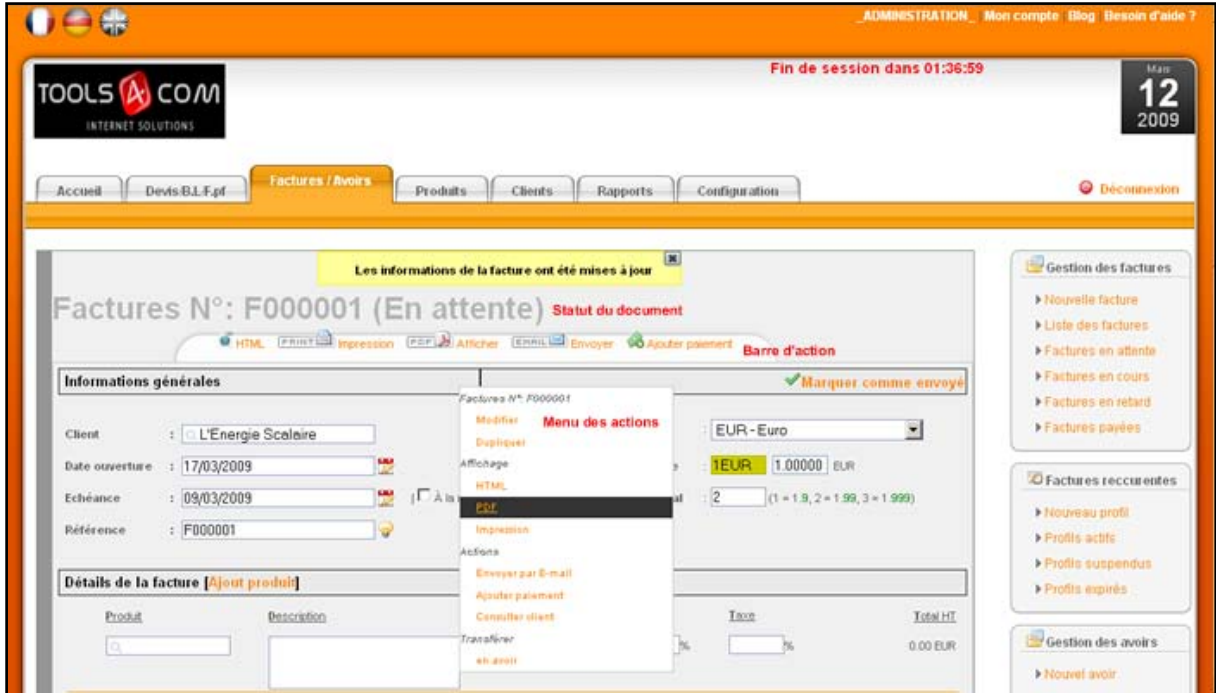 _ADMINISTRATION_ Mon compte Blog Besoin d'aide ?
Fin de session dans 01:36:59
Mars
12
2009
TOOLS 4 COM
INTERNET SOLUTIONS
Accueil Devis/B.L/F.pf Factures / Avoirs Produits Clients Rapports Configuration Déconnexion
Les informations de la facture ont été mises à jour
Factures N°: F000001 (En attente) Statut du document
HTML PRINT Impression PDF Afficher EMAIL Envoyer Ajouter paiement Barre d'action
Informations générales Marquer comme envoyé
Client : L'Energie Scalaire : EUR - Euro
Date ouverture : 17/03/2009 : 1EUR 1.00000 EUR
Echéance : 09/03/2009 À la : 2 (1 = 1.9, 2 = 1.99, 3 = 1.999)
Référence : F000001
Factures N°: F000001
Modifier Menu des actions
Dupliquer
Affichage
HTML
PDF
Impression
Actions
Envoyer par E-mail
Ajouter paiement
Consulter client
Transférer
en avoir
Détails de la facture [Ajout produit]
Produit Description Taxe Total HT
% % 0.00 EUR
Gestion des factures
Nouvelle facture
Liste des factures
Factures en attente
Factures en cours
Factures en retard
Factures payées
Factures reccurentes
Nouveau profil
Profils actifs
Profils suspendus
Profils expirés
Gestion des avoirs
Nouvel avoir